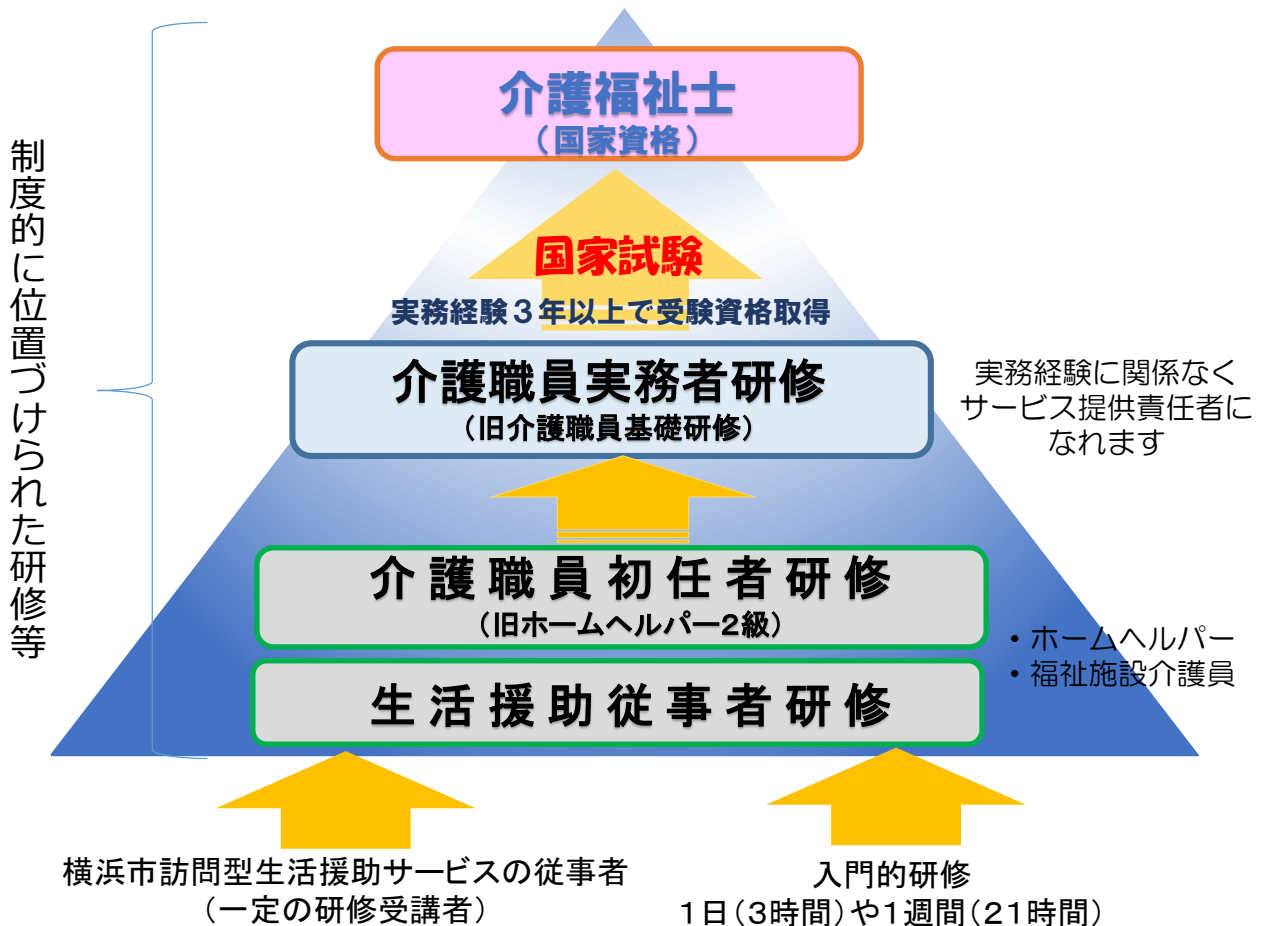 制度的に位置づけられた研修等
介護福祉士
（国家資格）
国家試験
実務経験３年以上で受験資格取得
介護職員実務者研修
（旧介護職員基礎研修）
実務経験に関係なく
サービス提供責任者に
なれます
介護職員初任者研修
（旧ホームヘルパー2級）
・ホームヘルパー
・福祉施設介護員
生活援助従事者研修
横浜市訪問型生活援助サービスの従事者
（一定の研修受講者）
入門的研修
1日（3時間）や1週間（21時間）